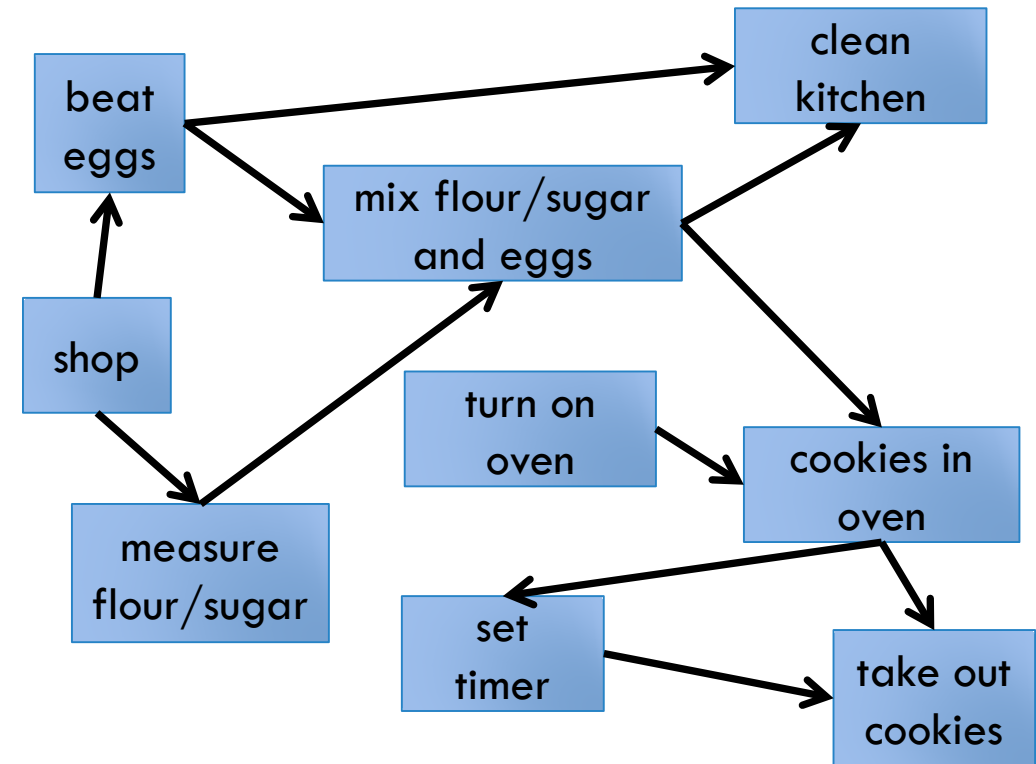 clean
kitchen
beat
eggs
mix flour/sugar
and eggs
shop
turn on
oven
cookies in
oven
measure
flour/sugar
set
timer
take out
cookies